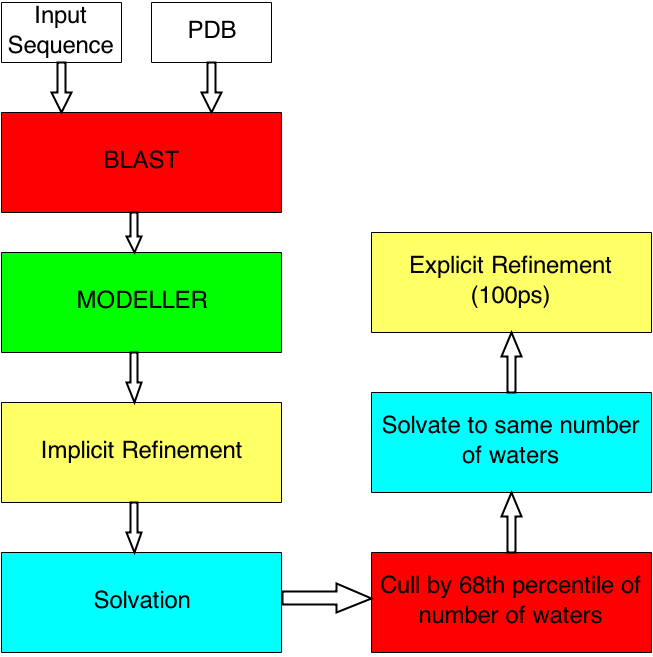 Input
Sequence
PDB
BLAST
MODELLER
Implicit Refinement
Solvation
Cull by 68th percentile of
number of waters
Solvate to same number
of waters
Explicit Refinement
(100ps)